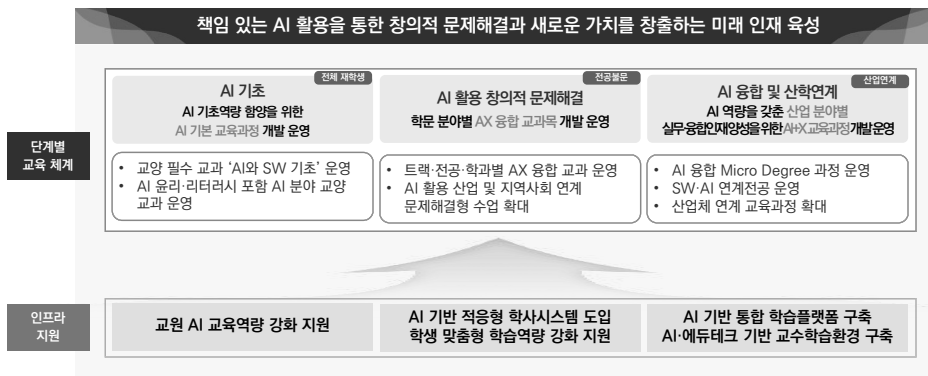 책임 있는 AI 활용을 통한 창의적 문제해결과 새로운 가치를 창출하는 미래 인재 육성
단계별
교육 체계
전체 재학생
AI 기초
AI 기초역량 함양을 위한
AI 기본 교육과정 개발 운영
• 교양 필수 교과 ‘AI와 SW 기초’ 운영
• AI 윤리·리터러시 포함 AI 분야 교양
교과 운영
전공불문
AI 활용 창의적 문제해결
학문 분야별 AX 융합 교과목 개발 운영
• 트랙·전공·학과별 AX 융합 교과 운영
• AI 활용 산업 및 지역사회 연계
문제해결형 수업 확대
산업연계
AI 융합 및 산학연계
AI 역량을 갖춘 산업 분야별
실무·융합인재양성을 위한 AI+X 교육과정 개발 운영
• AI 융합 Micro Degree 과정 운영
• SW·AI 연계전공 운영
• 산업체 연계 교육과정 확대
인프라
지원
교원 AI 교육역량 강화 지원
AI 기반 적응형 학사시스템 도입
학생 맞춤형 학습역량 강화 지원
AI 기반 통합 학습플랫폼 구축
AI·에듀테크 기반 교수학습환경 구축